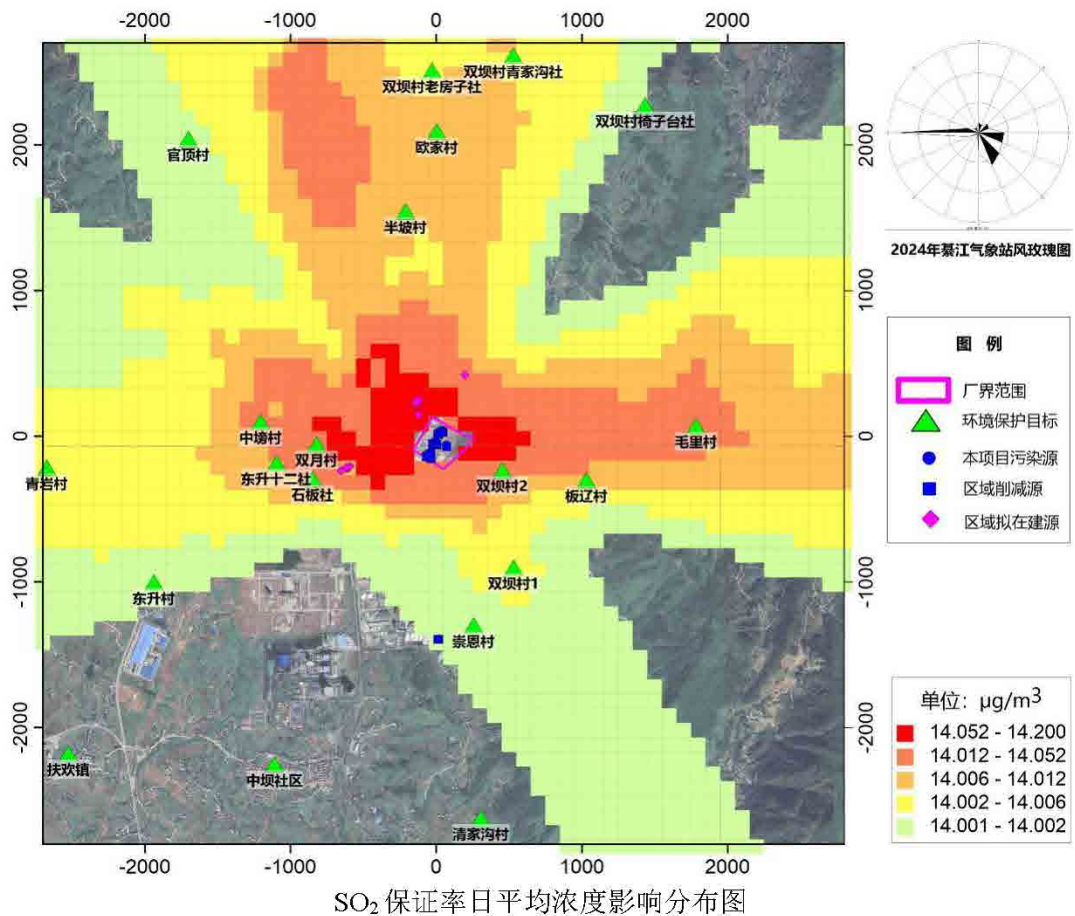 -2000 -1000 0 1000 2000
双坝村青家沟社
双坝村老房子社
双坝村椅子台社
欧家村
官顶村
半坡村
2000
1000
0
-1000
-2000
2000
1000
0
-1000
-2000
中塝村
双月村
毛里村
青岩村
东升十二社
石板社
双坝村2
板辽村
东升村
双坝村1
崇恩村
扶欢镇
中坝社区
清家沟村
-2000 -1000 0 1000 2000
2024年綦江气象站风玫瑰图
图 例
厂界范围
环境保护目标
本项目污染源
区域削减源
区域拟在建源
单位：μg/m³
14.052 - 14.200
14.012 - 14.052
14.006 - 14.012
14.002 - 14.006
14.001 - 14.002
SO₂保证率日平均浓度影响分布图